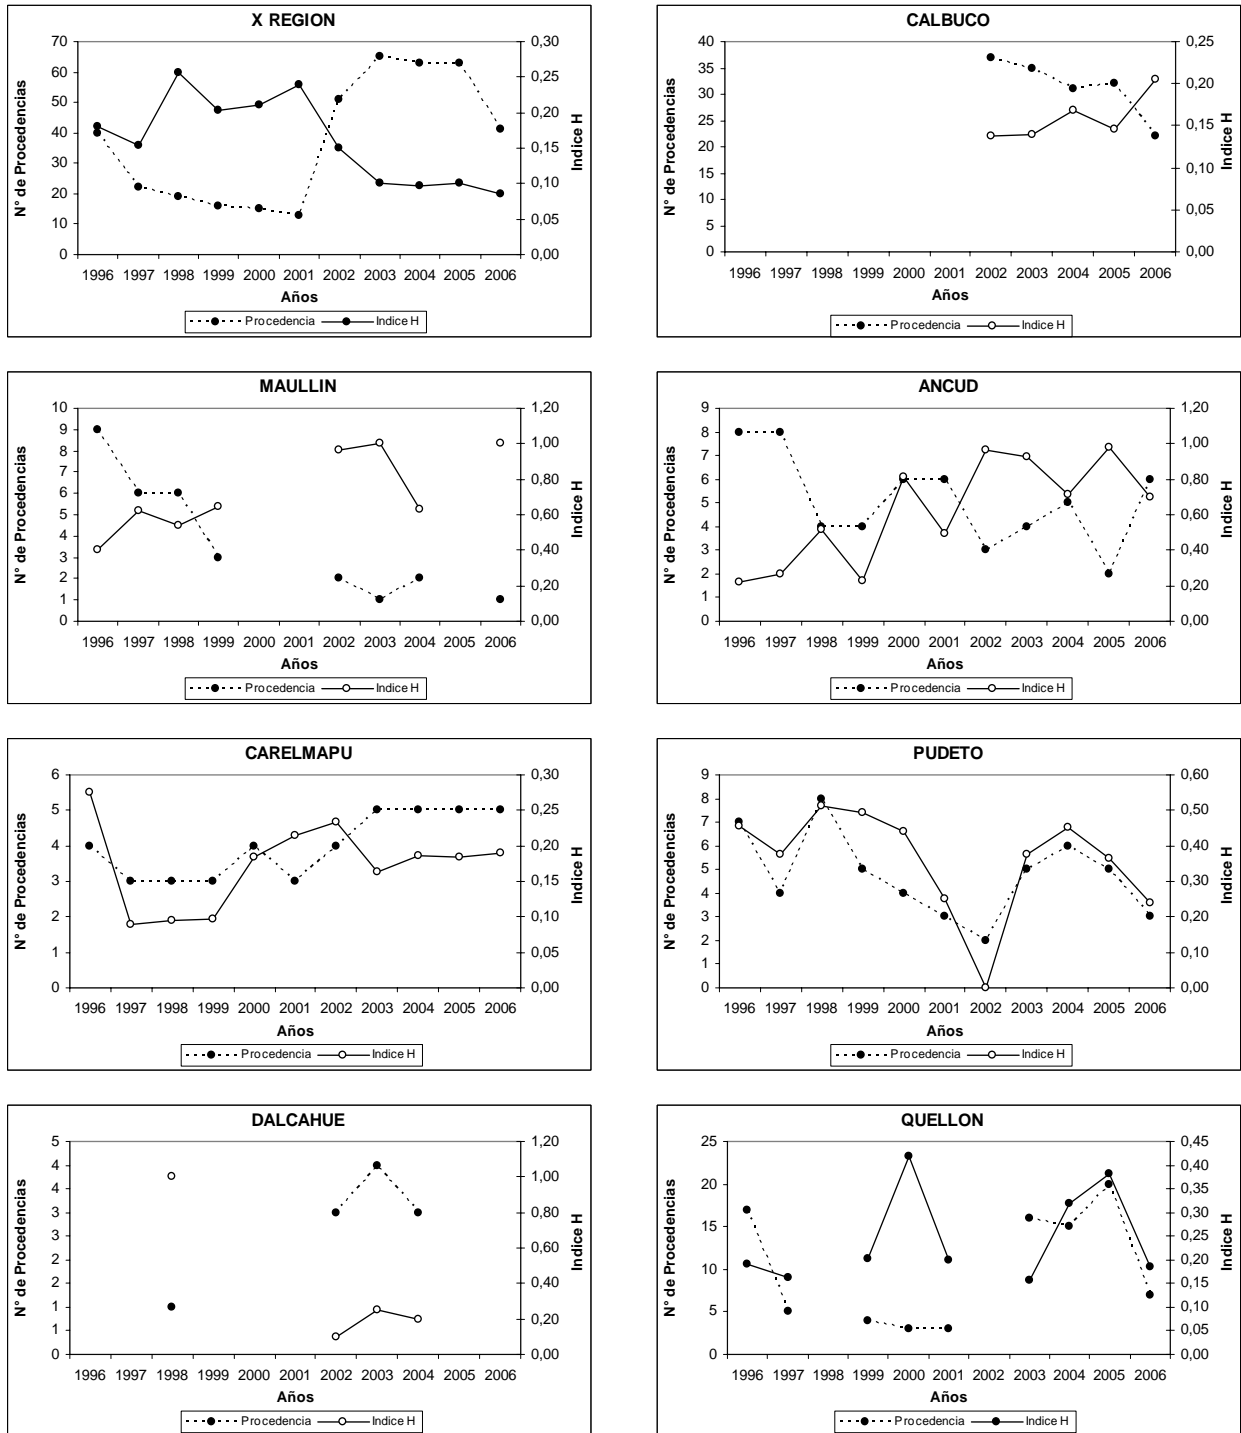 X REGION
70
60
50
40
30
20
10
0
N° de Procedencias
0,30
0,25
0,20
0,15
0,10
0,05
0,00
Indice H
1996 1997 1998 1999 2000 2001 2002 2003 2004 2005 2006
Años
Procedencia Indice H
CALBUCO
40
35
30
25
20
15
10
5
0
N° de Procedencias
0,25
0,20
0,15
0,10
0,05
0,00
Indice H
1996 1997 1998 1999 2000 2001 2002 2003 2004 2005 2006
Años
Procedencia Indice H
MAULLIN
10
9
8
7
6
5
4
3
2
1
0
N° de Procedencias
1,20
1,00
0,80
0,60
0,40
0,20
0,00
Indice H
1996 1997 1998 1999 2000 2001 2002 2003 2004 2005 2006
Años
Procedencia Indice H
ANCUD
9
8
7
6
5
4
3
2
1
0
N° de Procedencias
1,20
1,00
0,80
0,60
0,40
0,20
0,00
Indice H
1996 1997 1998 1999 2000 2001 2002 2003 2004 2005 2006
Años
Procedencia Indice H
CARELMAPU
6
5
4
3
2
1
0
N° de Procedencias
0,30
0,25
0,20
0,15
0,10
0,05
0,00
Indice H
1996 1997 1998 1999 2000 2001 2002 2003 2004 2005 2006
Años
Procedencia Indice H
PUDETO
9
8
7
6
5
4
3
2
1
0
N° de Procedencias
0,60
0,50
0,40
0,30
0,20
0,10
0,00
Indice H
1996 1997 1998 1999 2000 2001 2002 2003 2004 2005 2006
Años
Procedencia Indice H
DALCAHUE
5
4
4
3
3
2
2
1
1
0
N° de Procedencias
1,20
1,00
0,80
0,60
0,40
0,20
0,00
Indice H
1996 1997 1998 1999 2000 2001 2002 2003 2004 2005 2006
Años
Procedencia Indice H
QUELLON
25
20
15
10
5
0
N° de Procedencias
0,45
0,40
0,35
0,30
0,25
0,20
0,15
0,10
0,05
0,00
Indice H
1996 1997 1998 1999 2000 2001 2002 2003 2004 2005 2006
Años
Procedencia Indice H